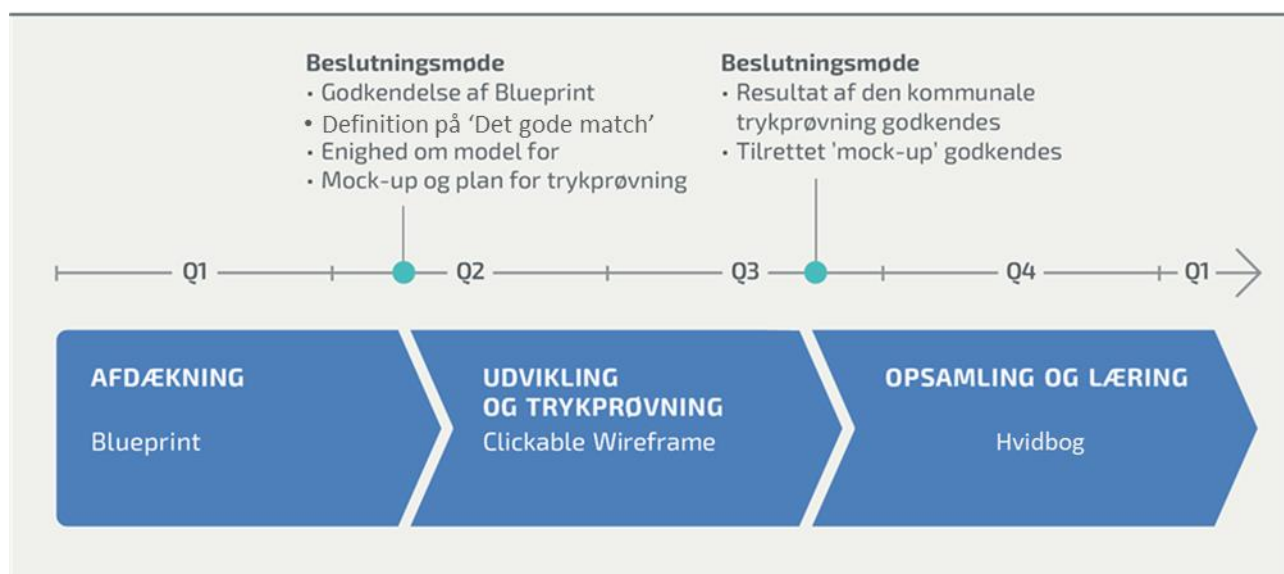 Beslutningsmøde
• Godkendelse af Blueprint
• Definition på ‘Det gode match’
• Enighed om model for
• Mock-up og plan for trykprøvning
Beslutningsmøde
• Resultat af den kommunale
trykprøvning godkendes
• Tilrettet ’mock-up’ godkendes
Q1 Q2 Q3 Q4 Q1
AFDÆKNING
Blueprint
UDVIKLING
OG TRYKPRØVNING
Clickable Wireframe
OPSAMLING OG LÆRING
Hvidbog